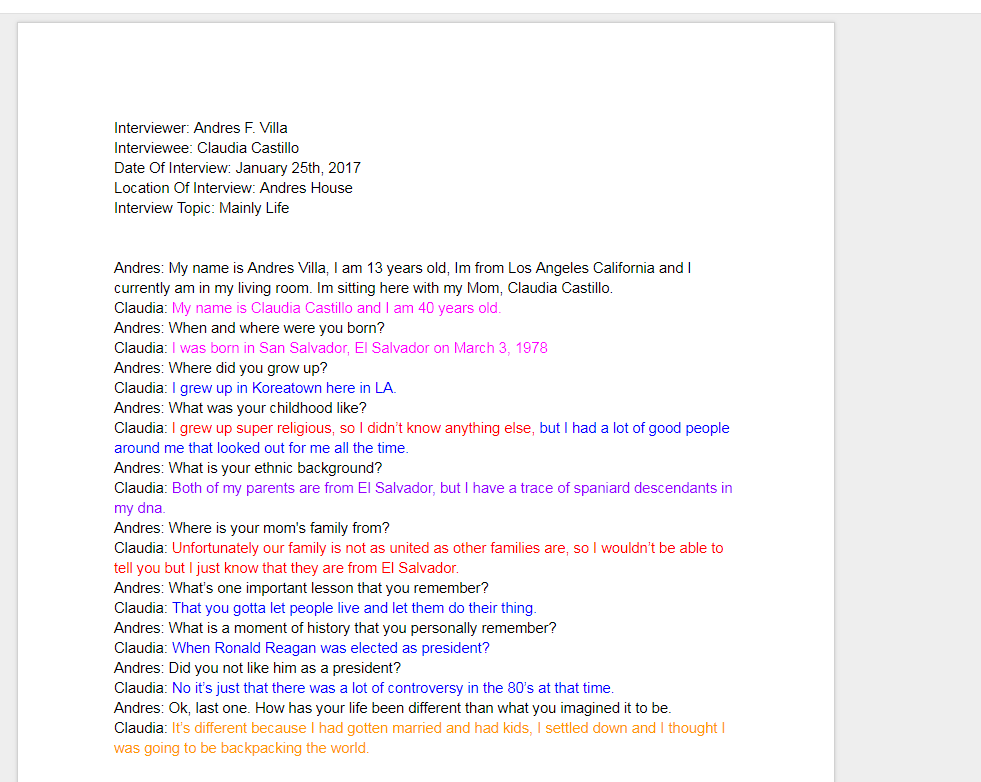 Interviewer: Andres F. Villa
Interviewee: Claudia Castillo
Date Of Interview: January 25th, 2017
Location Of Interview: Andres House
Interview Topic: Mainly Life
Andres: My name is Andres Villa, I am 13 years old, Im from Los Angeles California and I
currently am in my living room. Im sitting here with my Mom, Claudia Castillo.
Claudia: My name is Claudia Castillo and I am 40 years old.
Andres: When and where were you born?
Claudia: I was born in San Salvador, El Salvador on March 3, 1978
Andres: Where did you grow up?
Claudia: I grew up in Koreatown here in LA.
Andres: What was your childhood like?
Claudia: I grew up super religious, so I didn’t know anything else, but I had a lot of good people
around me that looked out for me all the time.
Andres: What is your ethnic background?
Claudia: Both of my parents are from El Salvador, but I have a trace of spaniard descendants in
my dna.
Andres: Where is your mom's family from?
Claudia: Unfortunately our family is not as united as other families are, so I wouldn’t be able to
tell you but I just know that they are from El Salvador.
Andres: What’s one important lesson that you remember?
Claudia: That you gotta let people live and let them do their thing.
Andres: What is a moment of history that you personally remember?
Claudia: When Ronald Reagan was elected as president?
Andres: Did you not like him as a president?
Claudia: No it’s just that there was a lot of controversy in the 80’s at that time.
Andres: Ok, last one. How has your life been different than what you imagined it to be.
Claudia: It’s different because I had gotten married and had kids, I settled down and I thought I
was going to be backpacking the world.